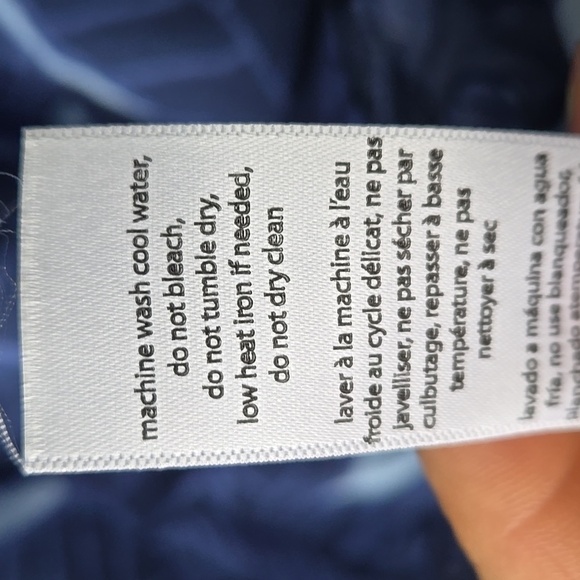 machine wash cool water,
do not bleach,
do not tumble dry,
low heat iron if needed,
do not dry clean
laver à la machine à l'eau
froide au cycle délicat, ne pas
javelliser, ne pas sécher par
culbutage, repasser à basse
température, ne pas
nettoyer à sec
lavado a máquina con agua
fría, no use blanqueador,